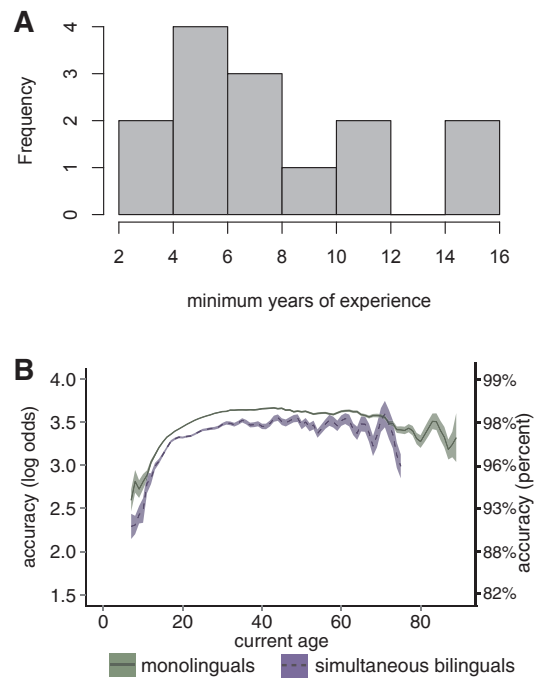 A
Frequency
4
3
2
1
0
2 4 6 8 10 12 14 16
minimum years of experience
B
accuracy (log odds)
4.0
3.5
3.0
2.5
2.0
1.5
99%
98%
96%
93%
88%
82%
accuracy (percent)
0 20 40 60 80
current age
monolinguals simultaneous bilinguals